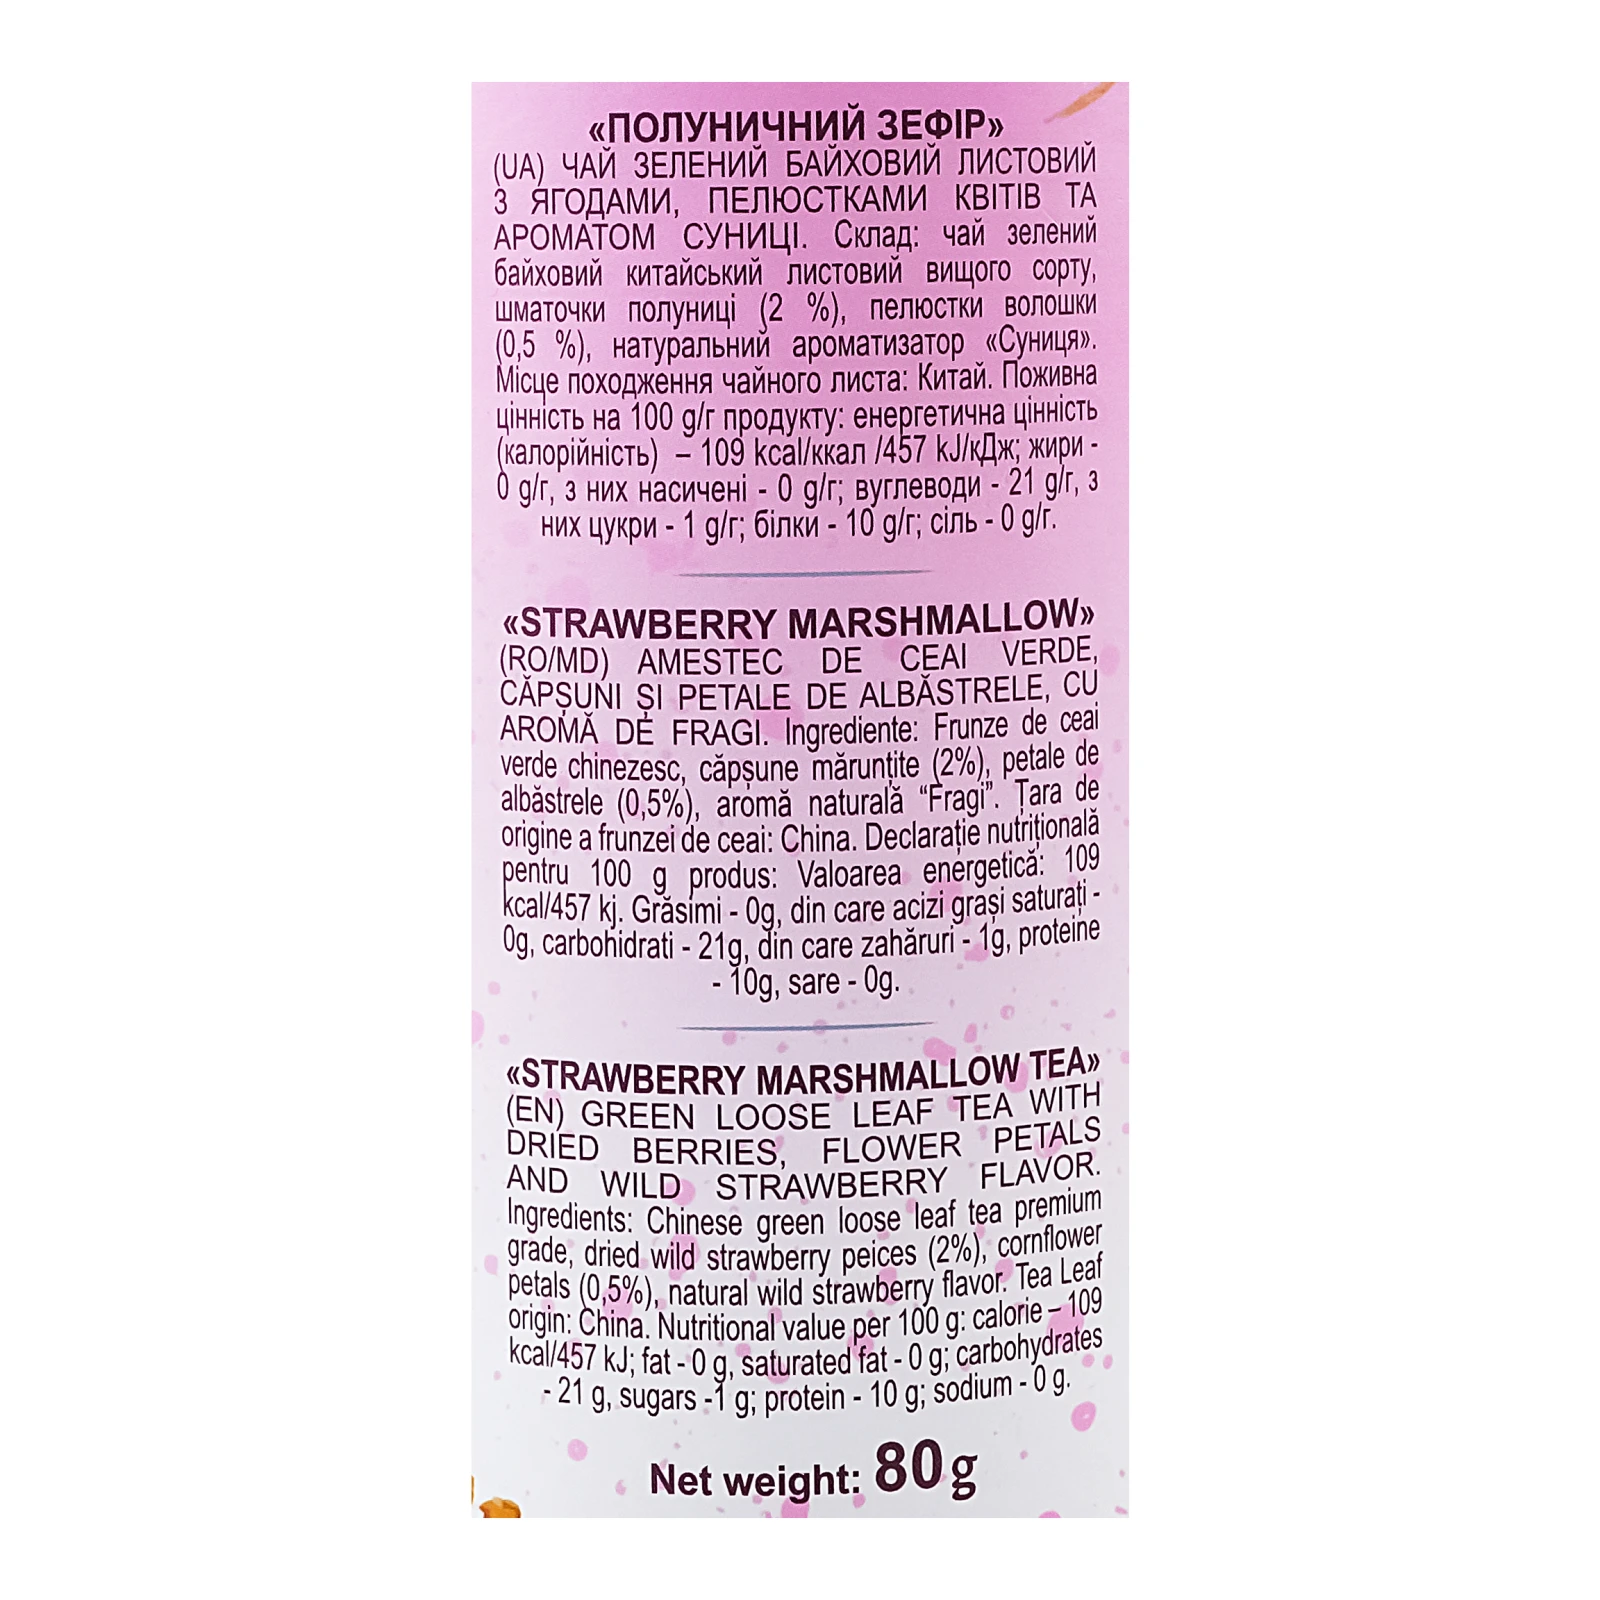 «ПОЛУНИЧНИЙ ЗЕФІР»
(UA) ЧАЙ ЗЕЛЕНИЙ БАЙХОВИЙ ЛИСТОВИЙ
З ЯГОДАМИ, ПЕЛЮСТКАМИ КВІТІВ ТА
АРОМАТОМ СУНИЦІ. Склад: чай зелений
байховий китайський листовий вищого сорту,
шматочки полуниці (2 %), пелюстки волошки
(0,5 %), натуральний ароматизатор «Суниця».
Місце походження чайного листа: Китай. Поживна
цінність на 100 g/г продукту: енергетична цінність
(калорійність) – 109 kcal/ккал /457 kJ/кДж; жири -
0 g/г, з них насичені - 0 g/г; вуглеводи - 21 g/г, з
них цукри - 1 g/г; білки - 10 g/г; сіль - 0 g/г.
«STRAWBERRY MARSHMALLOW»
(RO/MD) AMESTEC DE CEAI VERDE,
CĂPȘUNI ȘI PETALE DE ALBĂSTRELE, CU
AROMĂ DE FRAGI. Ingrediente: Frunze de ceai
verde chinezesc, căpșune mărunțite (2%), petale de
albăstrele (0,5%), aromă naturală “Fragi”. Țara de
origine a frunzei de ceai: China. Declarație nutrițională
pentru 100 g produs: Valoarea energetică: 109
kcal/457 kj. Grăsimi - 0g, din care acizi grași saturați -
0g, carbohidrati - 21g, din care zahăruri - 1g, proteine
- 10g, sare - 0g.
«STRAWBERRY MARSHMALLOW TEA»
(EN) GREEN LOOSE LEAF TEA WITH
DRIED BERRIES, FLOWER PETALS
AND WILD STRAWBERRY FLAVOR.
Ingredients: Chinese green loose leaf tea premium
grade, dried wild strawberry peices (2%), cornflower
petals (0,5%), natural wild strawberry flavor. Tea Leaf
origin: China. Nutritional value per 100 g: calorie – 109
kcal/457 kJ; fat - 0 g, saturated fat - 0 g; carbohydrates
- 21 g, sugars -1 g; protein - 10 g; sodium - 0 g.
Net weight: 80g